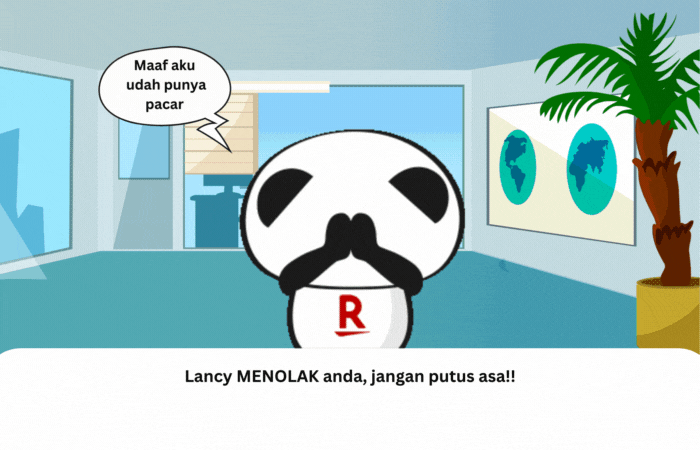 Maaf aku
udah punya
pacar
R
Lancy MENOLAK anda, jangan putus asa!!